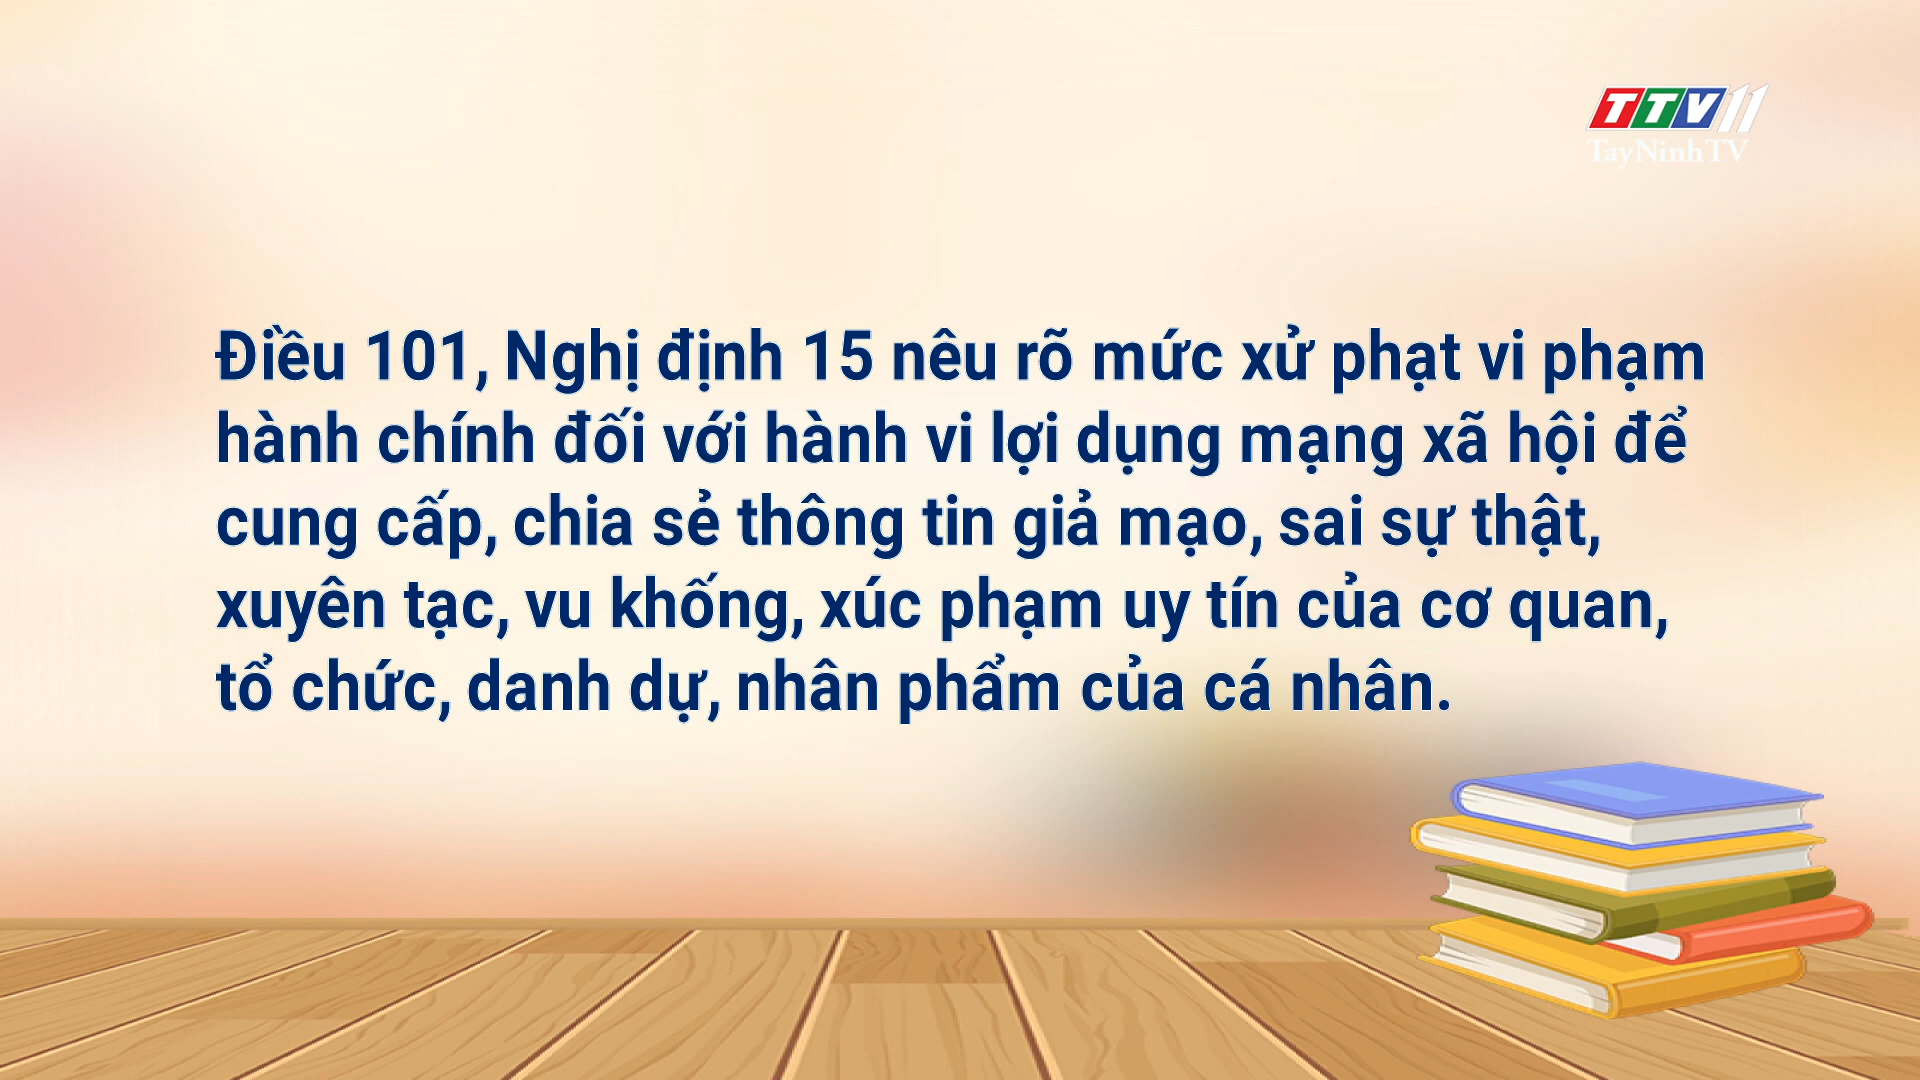 TTV11
TayNinhTV
Điều 101, Nghị định 15 nêu rõ mức xử phạt vi phạm
hành chính đối với hành vi lợi dụng mạng xã hội để
cung cấp, chia sẻ thông tin giả mạo, sai sự thật,
xuyên tạc, vu khống, xúc phạm uy tín của cơ quan,
tổ chức, danh dự, nhân phẩm của cá nhân.